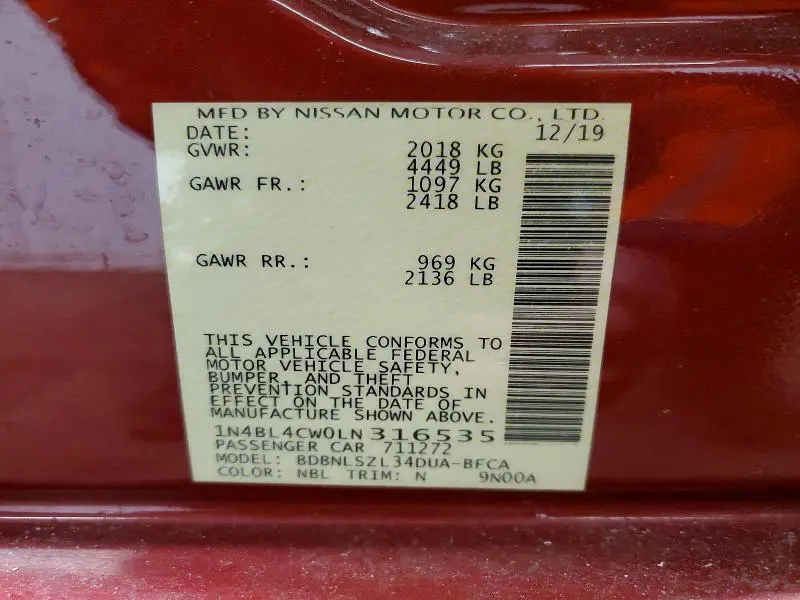 MFD BY NISSAN MOTOR CO., LTD.
DATE: 12/19
GVWR: 2018 KG
4449 LB
GAWR FR.: 1097 KG
2418 LB
GAWR RR.: 969 KG
2136 LB
THIS VEHICLE CONFORMS TO
ALL APPLICABLE FEDERAL
MOTOR VEHICLE SAFETY,
BUMPER, AND THEFT
PREVENTION STANDARDS IN
EFFECT ON THE DATE OF
MANUFACTURE SHOWN ABOVE.
1N4BL4CW0LN316535
PASSENGER CAR 711272
MODEL: BDBNLSZL34DUA-BFCA
COLOR: NBL TRIM: N 9N00A